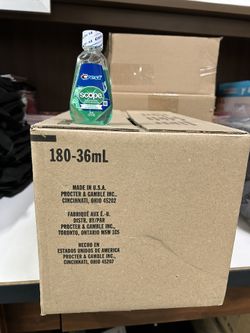 Crest
scope
180-36mL
MADE IN U.S.A.
PROCTER & GAMBLE INC.,
CINCINNATI, OHIO 45202
FABRIQUÉ AUX É.-U.
DISTR. BY/PAR
PROCTER & GAMBLE INC.,
TORONTO, ONTARIO M5W 1C5
HECHO EN
ESTADOS UNIDOS DE AMERICA
PROCTER & GAMBLE INC.,
CINCINNATI, OHIO 45202